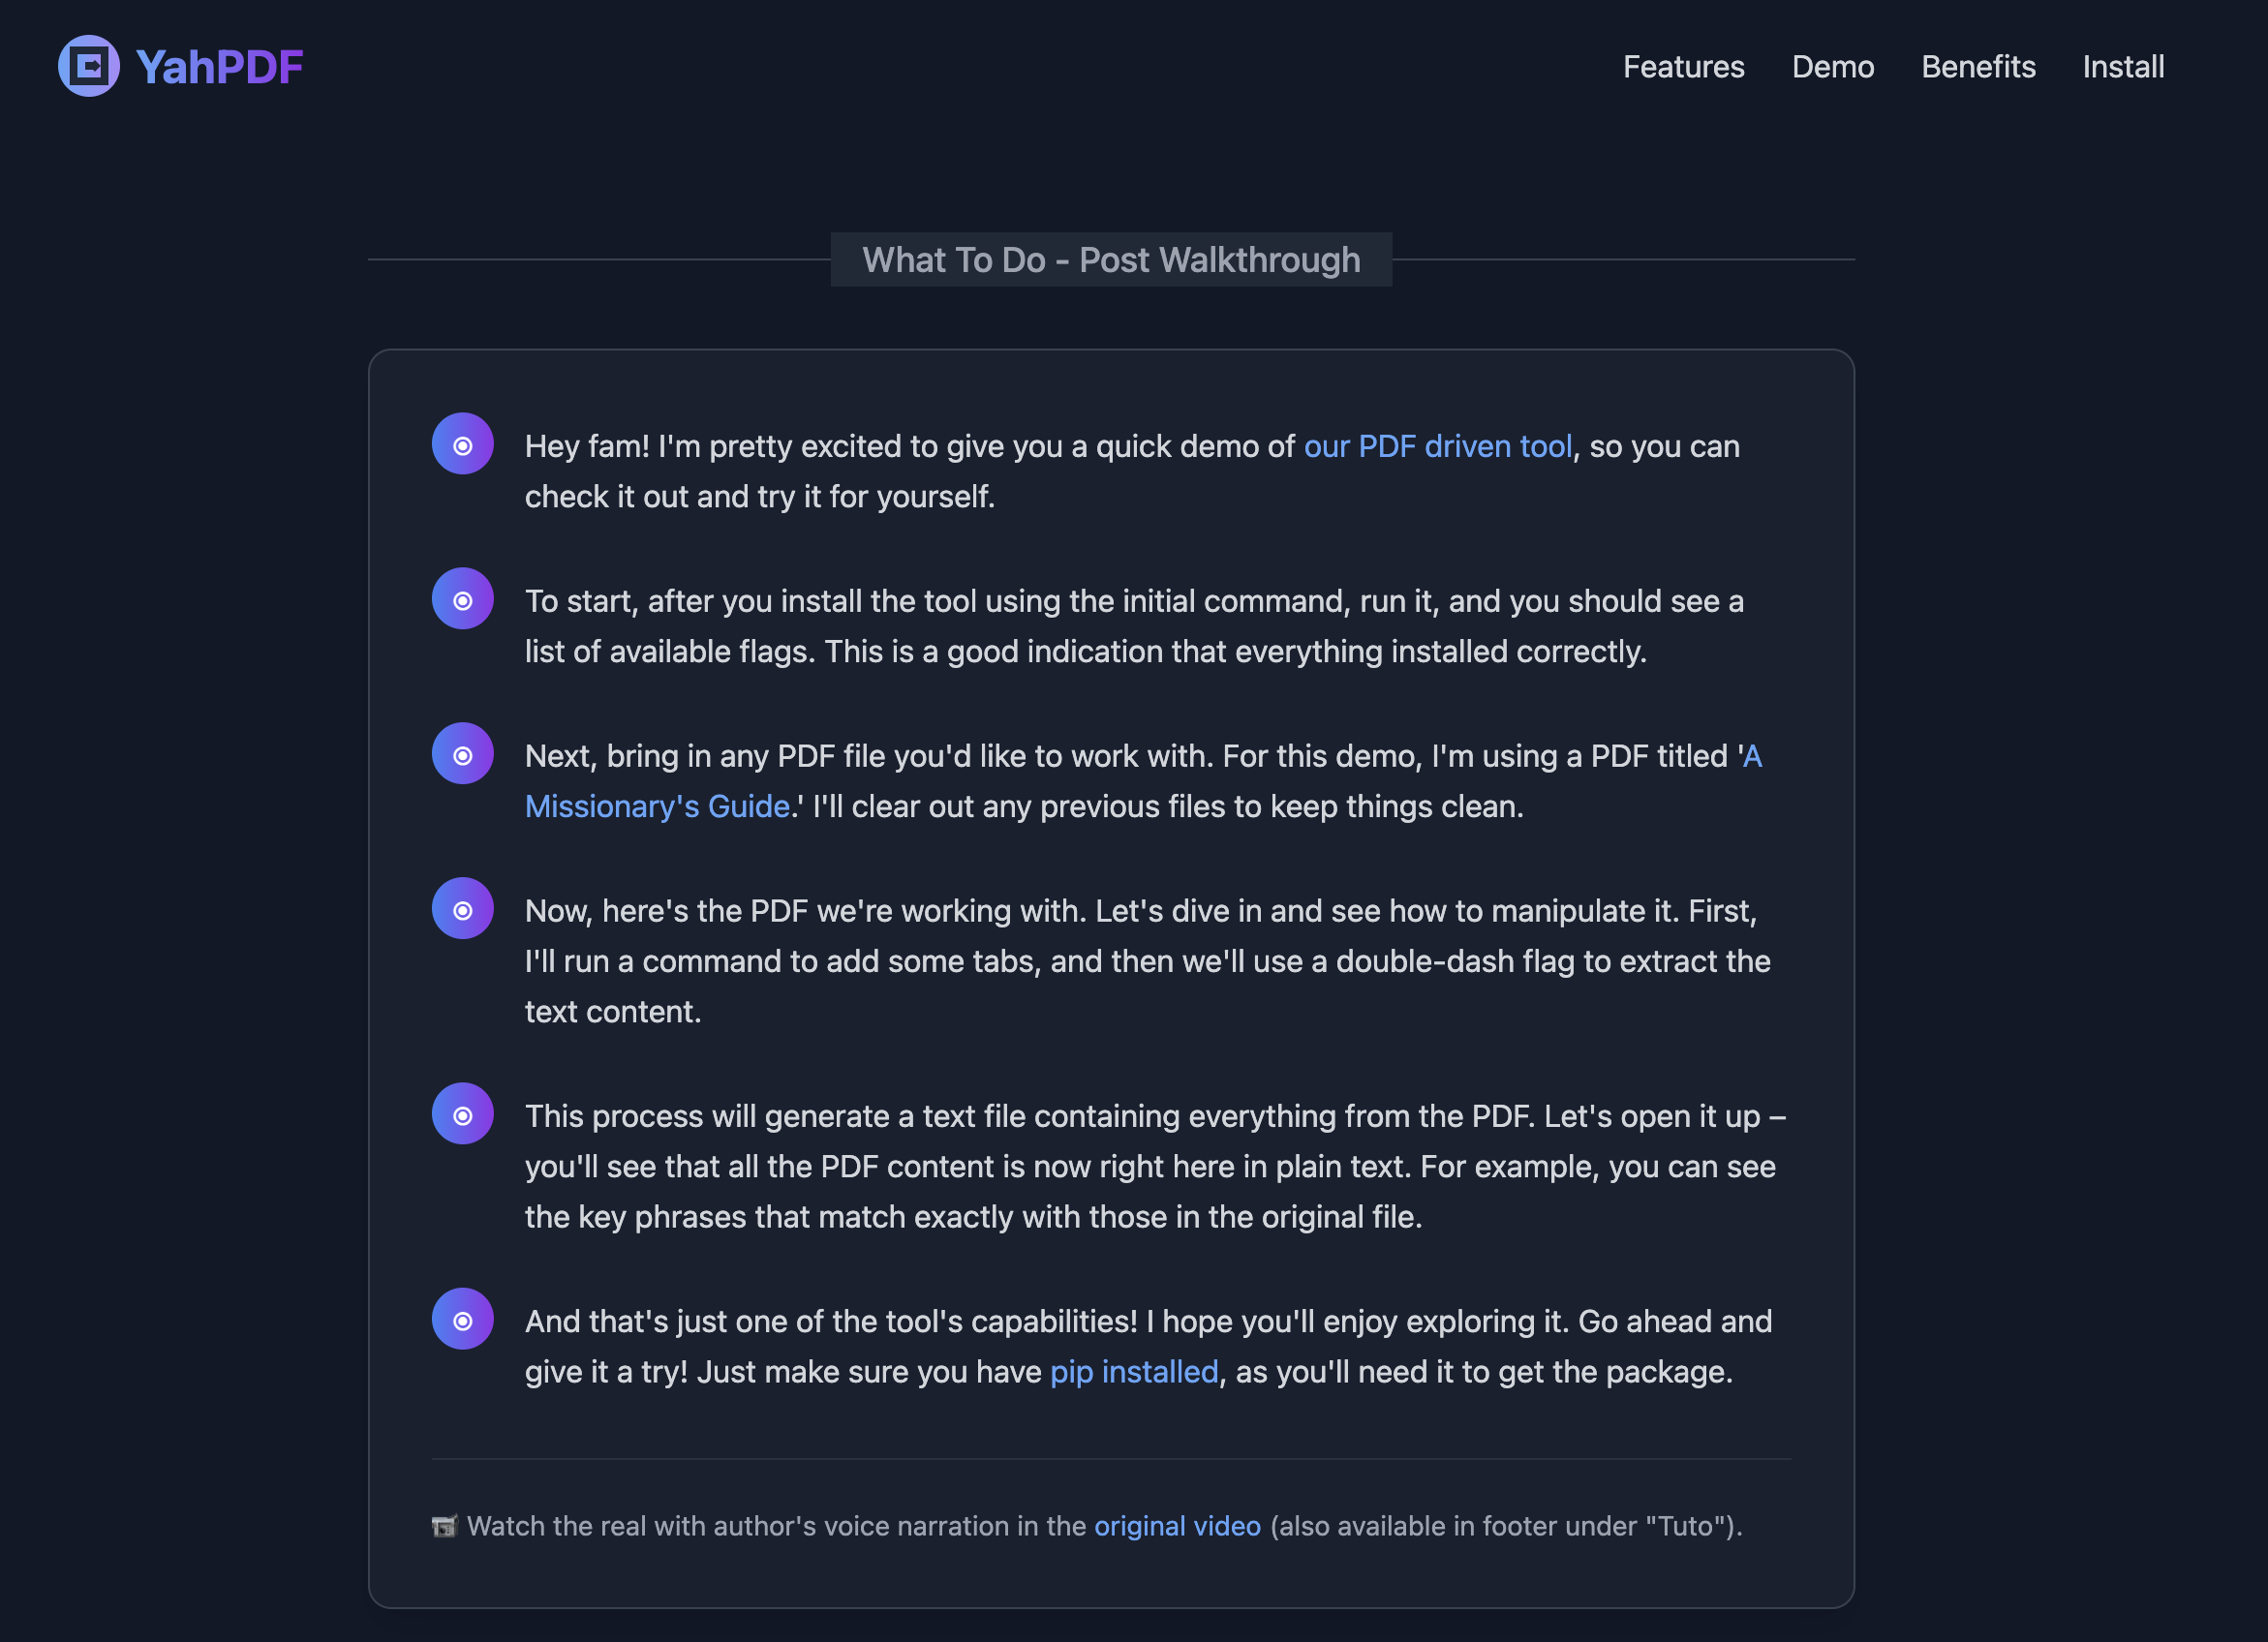 YahPDF
Features
Demo
Benefits
Install
What To Do - Post Walkthrough
Hey fam! I'm pretty excited to give you a quick demo of our PDF driven tool, so you can
check it out and try it for yourself.
To start, after you install the tool using the initial command, run it, and you should see a
list of available flags. This is a good indication that everything installed correctly.
Next, bring in any PDF file you'd like to work with. For this demo, I'm using a PDF titled 'A
Missionary's Guide.' I'll clear out any previous files to keep things clean.
Now, here's the PDF we're working with. Let's dive in and see how to manipulate it. First,
I'll run a command to add some tabs, and then we'll use a double-dash flag to extract the
text content.
This process will generate a text file containing everything from the PDF. Let's open it up –
you'll see that all the PDF content is now right here in plain text. For example, you can see
the key phrases that match exactly with those in the original file.
And that's just one of the tool's capabilities! I hope you'll enjoy exploring it. Go ahead and
give it a try! Just make sure you have pip installed, as you'll need it to get the package.
Watch the real with author's voice narration in the original video (also available in footer under "Tuto").